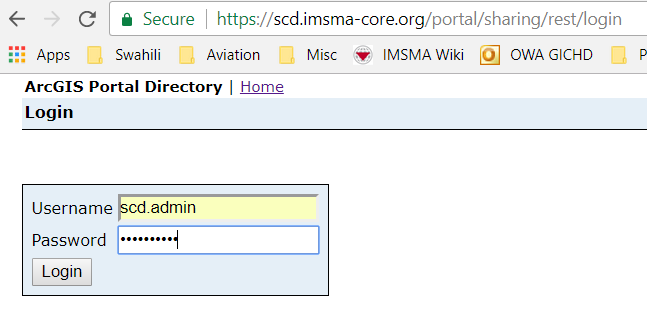 Secure https://scd.imsma-core.org/portal/sharing/rest/login
Apps Swahili Aviation Misc IMSMA Wiki OWA GICHD P
ArcGIS Portal Directory | Home
Login
Username scd.admin
Password ••••••••••
Login